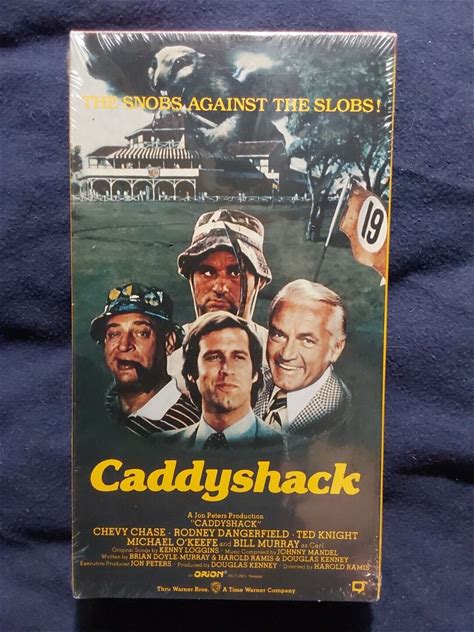 THE SNOBS AGAINST THE SLOBS!
19
Caddyshack
A Jon Peters Production
"CADDYSHACK"
CHEVY CHASE · RODNEY DANGERFIELD · TED KNIGHT
MICHAEL O'KEEFE and BILL MURRAY as Carl
Original Songs by KENNY LOGGINS · Music Composed by JOHNNY MANDEL
Written by BRIAN DOYLE-MURRAY & HAROLD RAMIS & DOUGLAS KENNEY
Executive Producer JON PETERS · Produced by DOUGLAS KENNEY · Directed by HAROLD RAMIS
An ORION PICTURES Release
Thru Warner Bros. A Time Warner Company